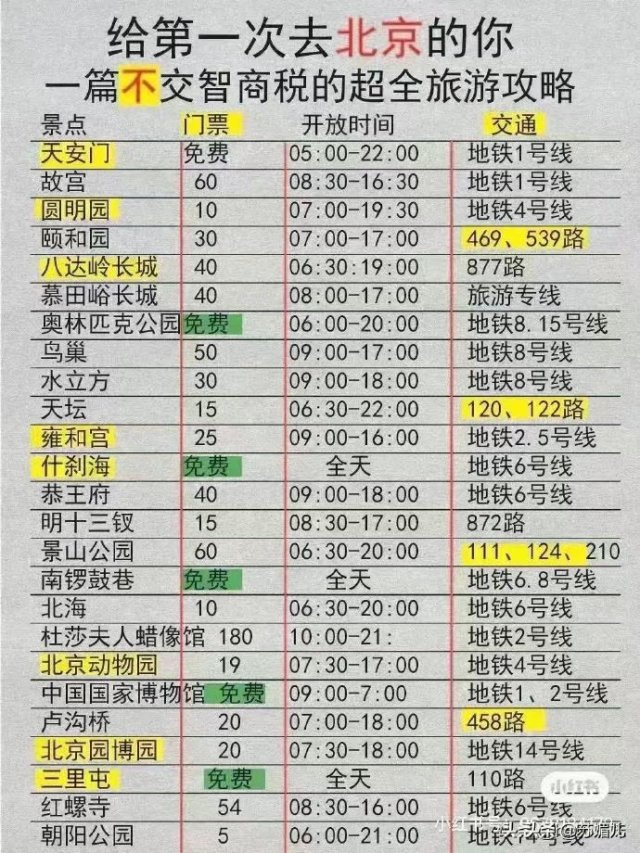 给第一次去北京的你
一篇不交智商税的超全旅游攻略
景点 门票 开放时间 交通
天安门 免费 05:00-22:00 地铁1号线
故宫 60 08:30-16:30 地铁1号线
圆明园 10 07:00-19:30 地铁4号线
颐和园 30 07:00-17:00 469、539路
八达岭长城 40 06:30:19:00 877路
慕田峪长城 40 08:00-17:00 旅游专线
奥林匹克公园 免费 06:00-20:00 地铁8.15号线
鸟巢 50 09:00-19:00 地铁8号线
水立方 30 09:00-18:00 地铁8号线
天坛 15 06:30-22:00 120、122路
雍和宫 25 09:00-16:00 地铁2.5号线
什刹海 免费 全天 地铁6号线
恭王府 40 09:00-18:00 地铁6号线
明十三钗 15 08:30-17:00 872路
景山公园 60 06:30-20:00 111、124、210
南锣鼓巷 免费 全天 地铁6.8号线
北海 10 06:30-20:00 地铁6号线
杜莎夫人蜡像馆 180 10:00-21: 地铁2号线
北京动物园 19 07:30-17:00 地铁4号线
中国国家博物馆 免费 09:00-7:00 地铁1、2号线
卢沟桥 20 07:00-18:00 458路
北京园博园 20 07:30-18:00 地铁14号线
三里屯 免费 全天 110路
小红书
红螺寺 54 08:30-16:00 地铁6号线
朝阳公园 5 06:00-21:00 地铁14号线